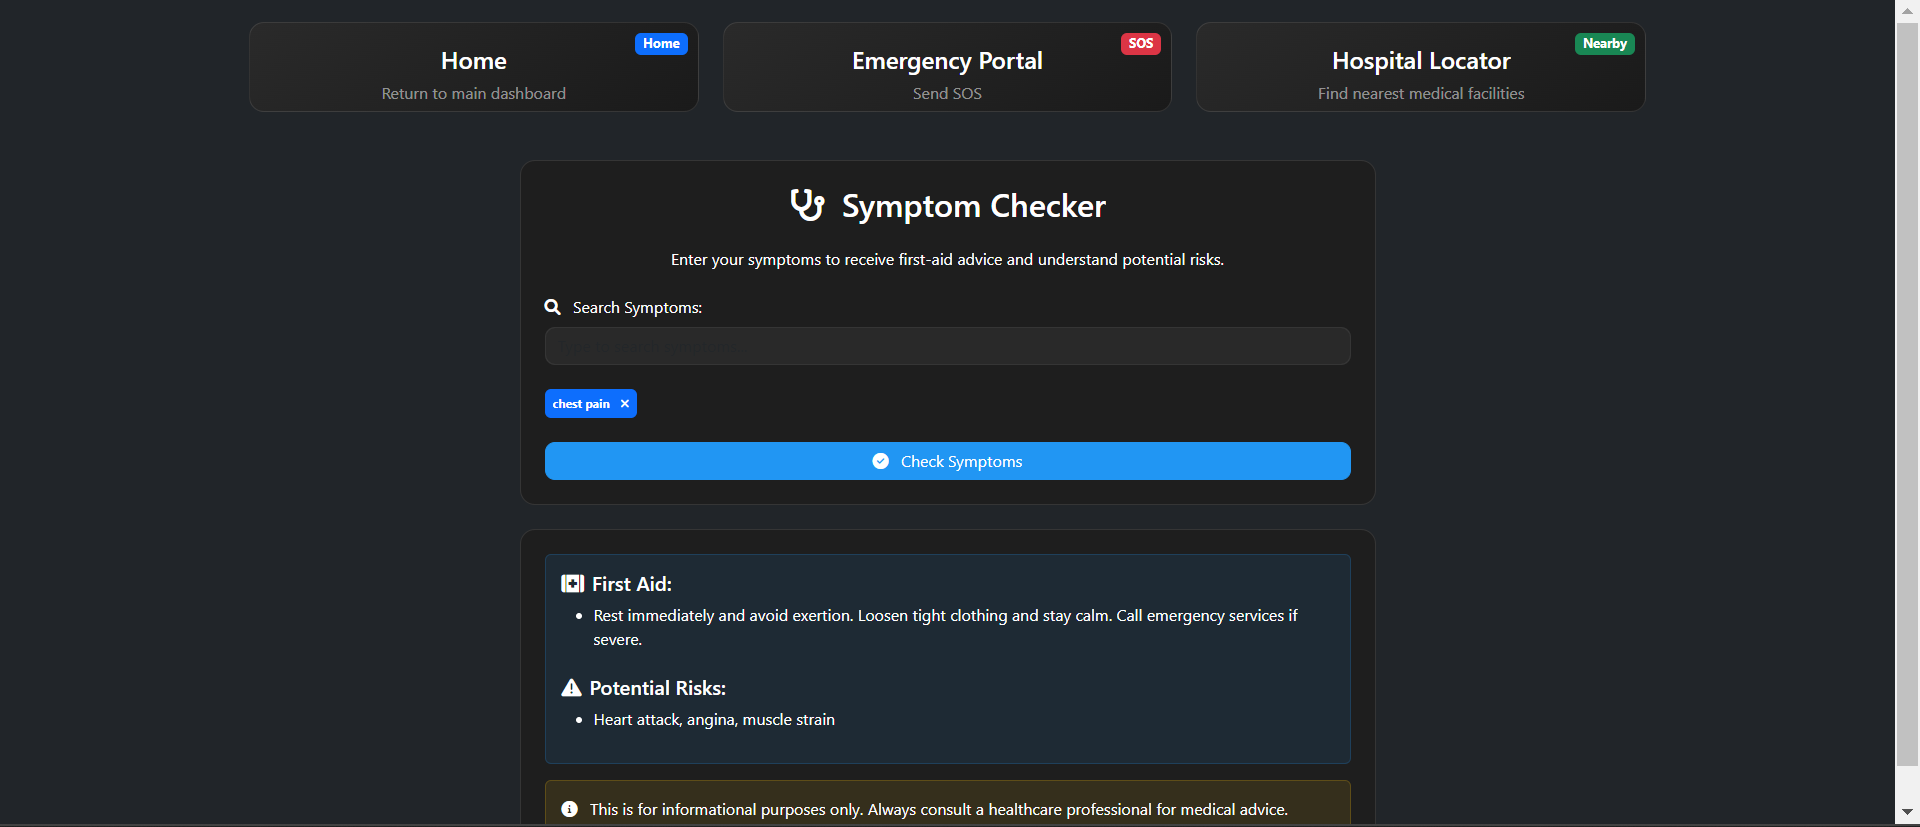 Home
Home
Return to main dashboard
Emergency Portal
SOS
Send SOS
Hospital Locator
Nearby
Find nearest medical facilities
Symptom Checker
Enter your symptoms to receive first-aid advice and understand potential risks.
Search Symptoms:
chest pain
Check Symptoms
First Aid:
Rest immediately and avoid exertion. Loosen tight clothing and stay calm. Call emergency services if
severe.
Potential Risks:
Heart attack, angina, muscle strain
This is for informational purposes only. Always consult a healthcare professional for medical advice.